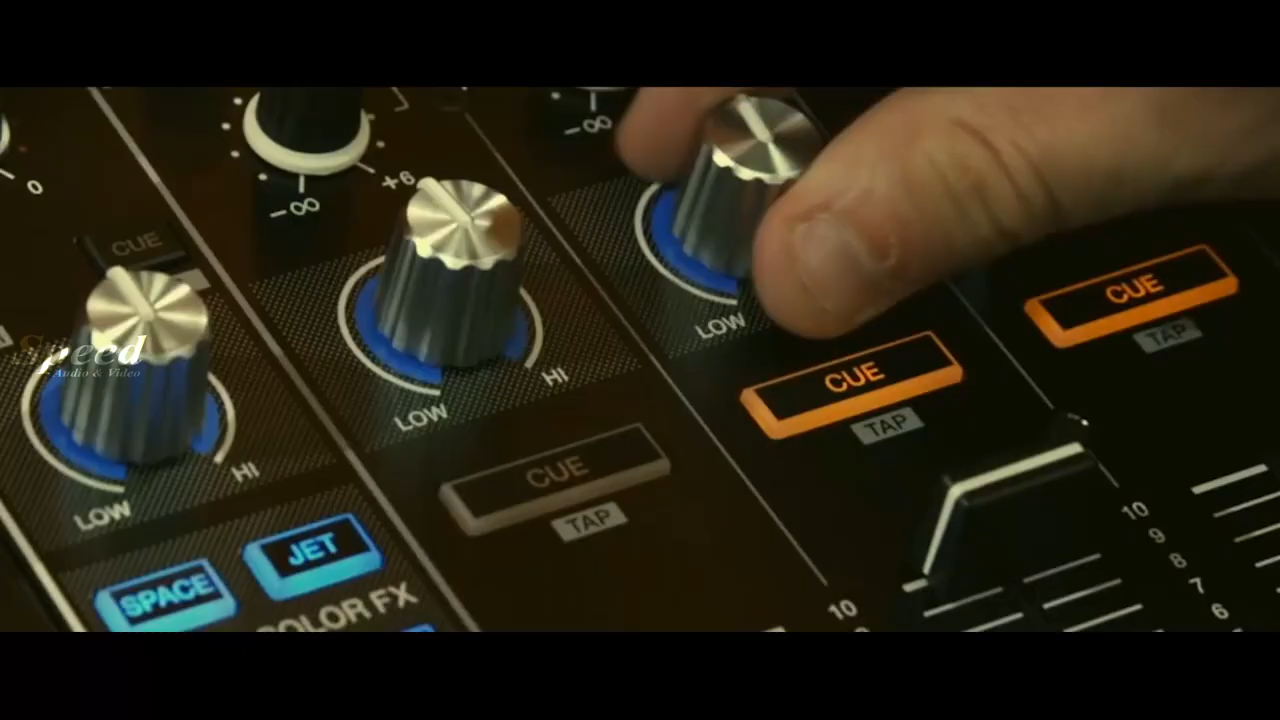 0
-∞
+6
-∞
CUE
Speed
Audio & Video
LOW
HI
LOW
HI
LOW
CUE
TAP
CUE
TAP
CUE
TAP
SPACE
JET
COLOR FX
10
10
9
8
7
6